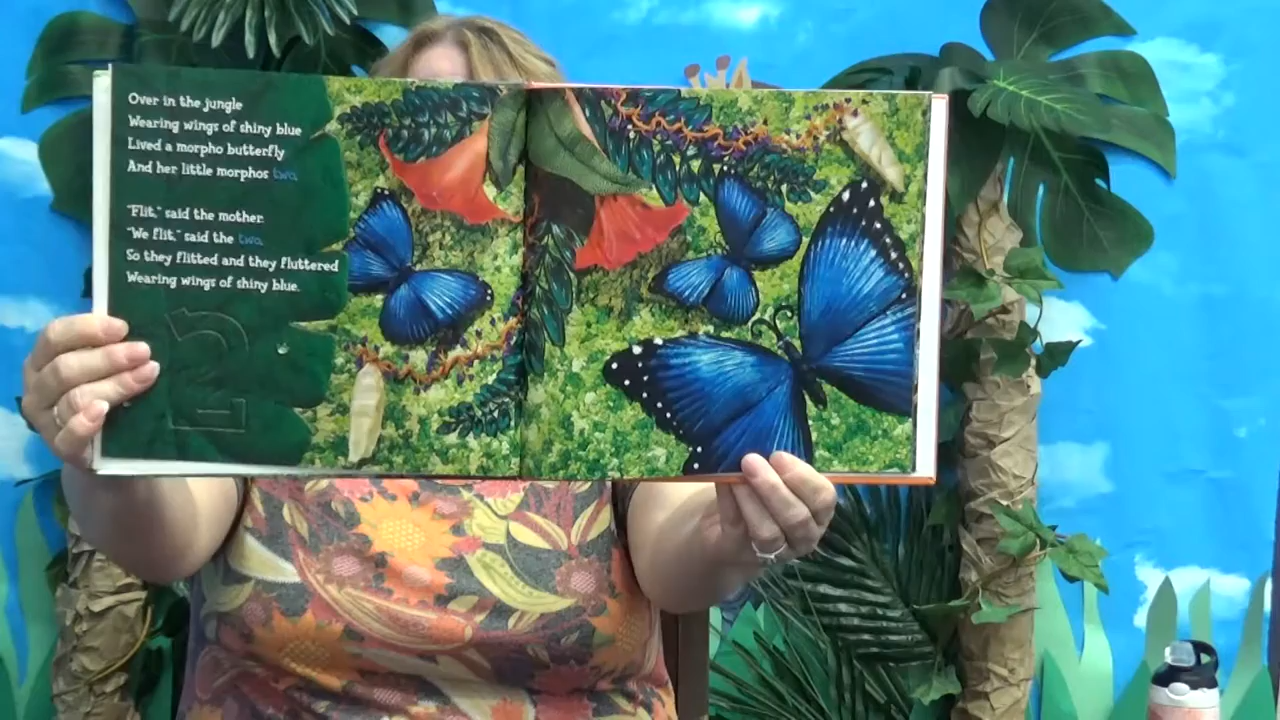 Over in the jungle
Wearing wings of shiny blue
Lived a morpho butterfly
And her little morphos two.
"Flit," said the mother.
"We flit," said the two.
So they flitted and they fluttered
Wearing wings of shiny blue.
2